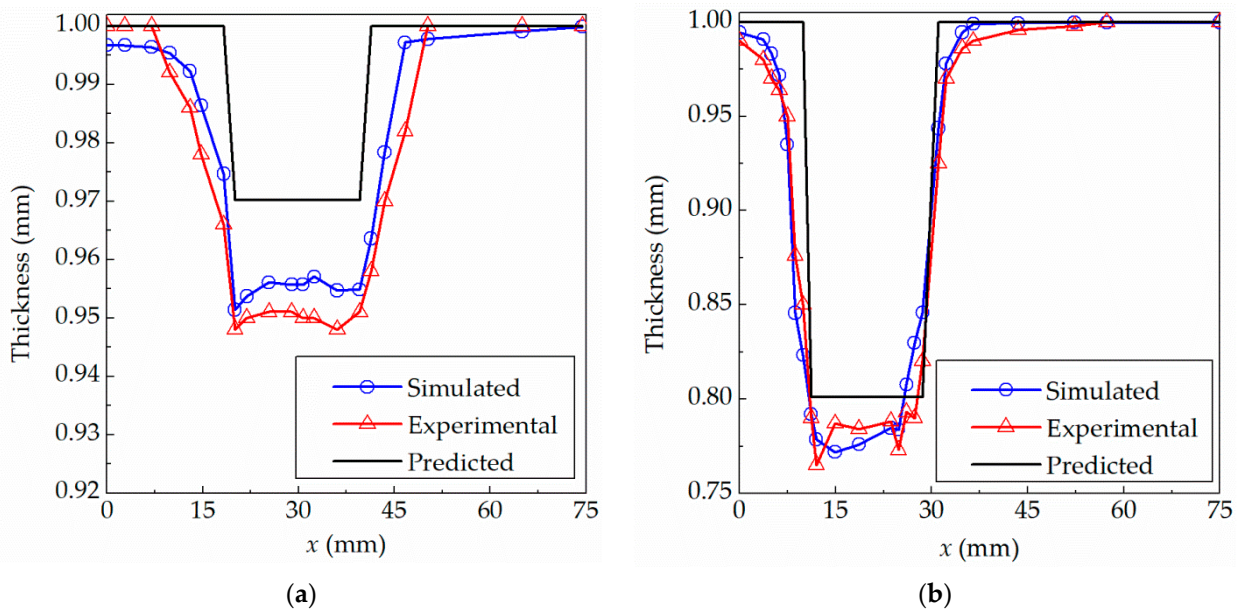 1.00
0.99
0.98
0.97
0.96
0.95
0.94
0.93
0.92
Thickness (mm)
0 15 30 45 60 75
x (mm)
Simulated
Experimental
Predicted
(a)
1.00
0.95
0.90
0.85
0.80
0.75
Thickness (mm)
0 15 30 45 60 75
x (mm)
Simulated
Experimental
Predicted
(b)